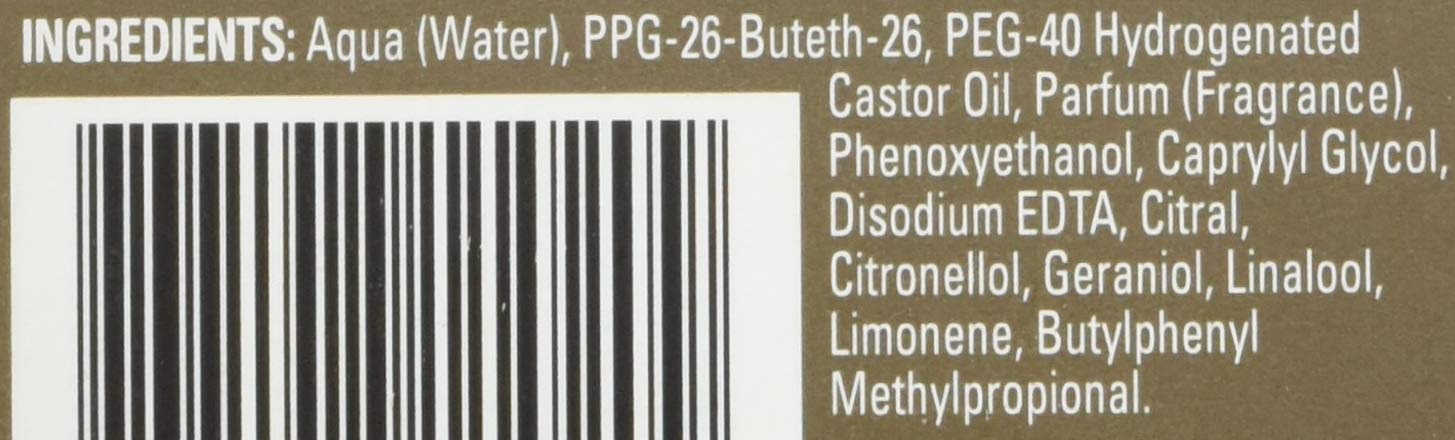 INGREDIENTS: Aqua (Water), PPG-26-Buteth-26, PEG-40 Hydrogenated
Castor Oil, Parfum (Fragrance),
Phenoxyethanol, Caprylyl Glycol,
Disodium EDTA, Citral,
Citronellol, Geraniol, Linalool,
Limonene, Butylphenyl
Methylpropional.